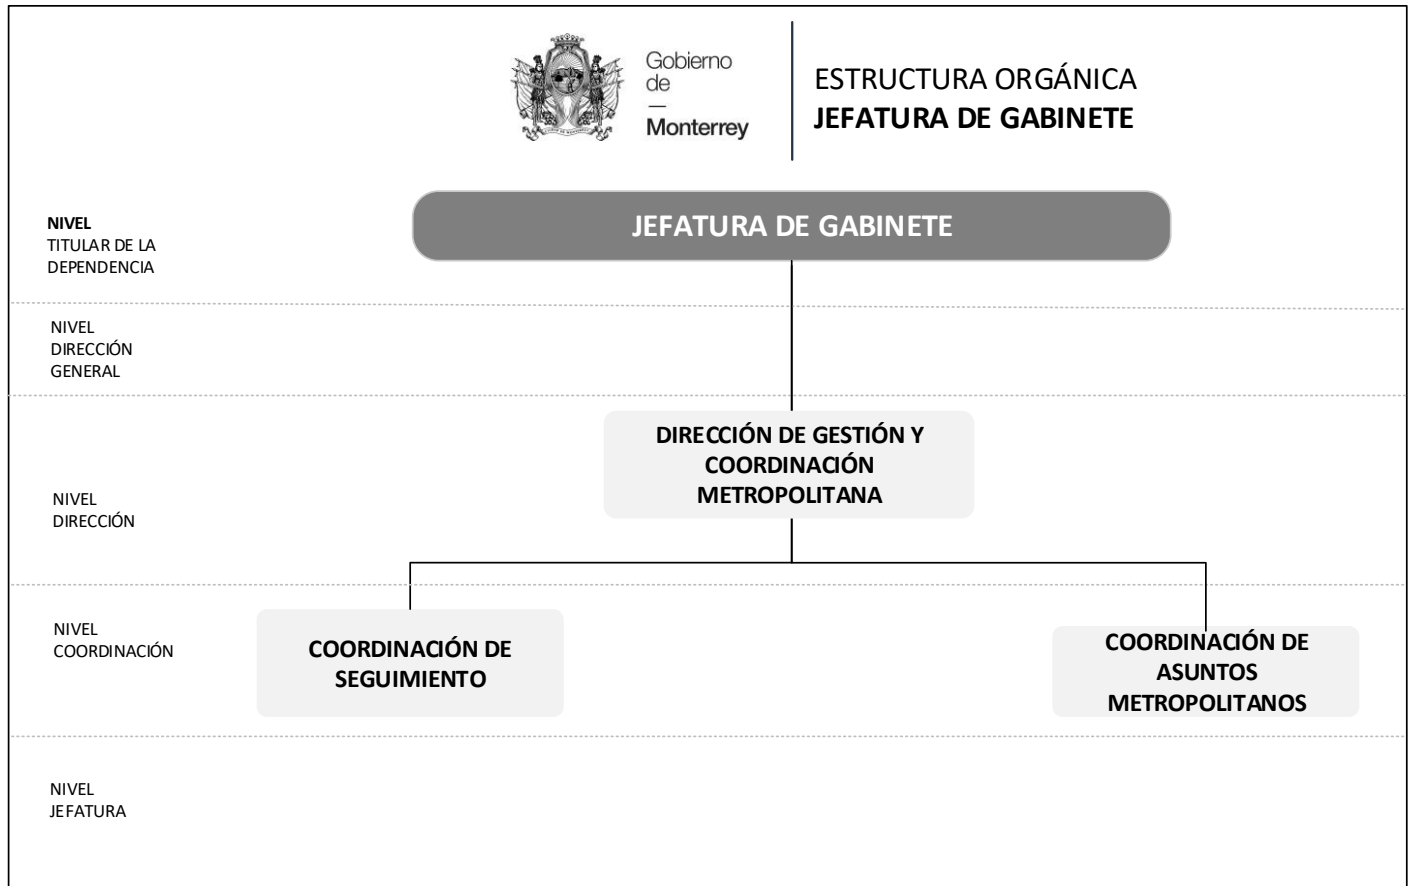 Gobierno
de
—
Monterrey
ESTRUCTURA ORGÁNICA
JEFATURA DE GABINETE
NIVEL
TITULAR DE LA
DEPENDENCIA
JEFATURA DE GABINETE
NIVEL
DIRECCIÓN
GENERAL
NIVEL
DIRECCIÓN
DIRECCIÓN DE GESTIÓN Y
COORDINACIÓN
METROPOLITANA
NIVEL
COORDINACIÓN
COORDINACIÓN DE
SEGUIMIENTO
COORDINACIÓN DE
ASUNTOS
METROPOLITANOS
NIVEL
JEFATURA